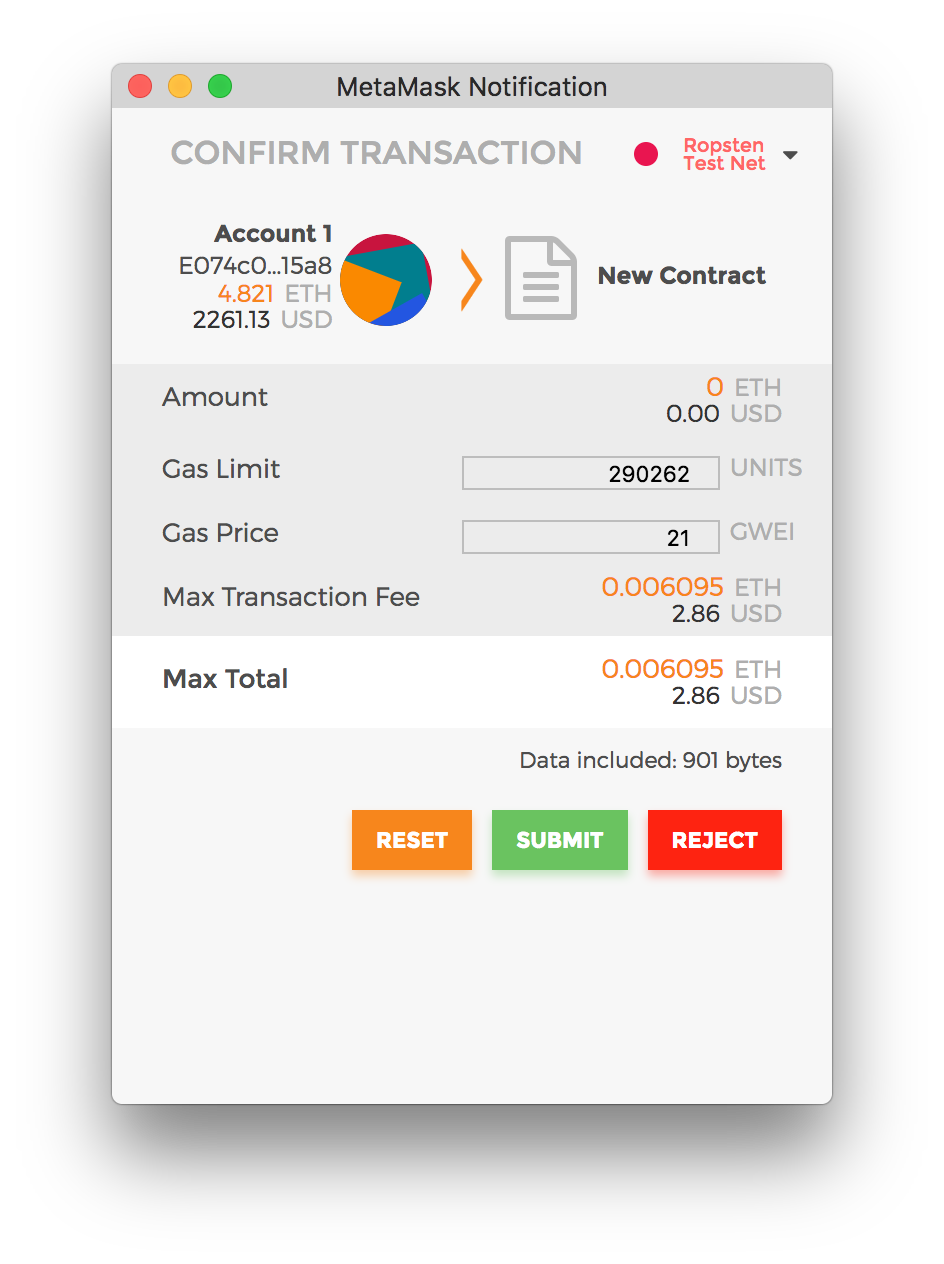 MetaMask Notification
CONFIRM TRANSACTION
Ropsten
Test Net
Account 1
E074c0...15a8
4.821 ETH
2261.13 USD
New Contract
Amount
0 ETH
0.00 USD
Gas Limit
290262 UNITS
Gas Price
21 GWEI
Max Transaction Fee
0.006095 ETH
2.86 USD
Max Total
0.006095 ETH
2.86 USD
Data included: 901 bytes
RESET SUBMIT REJECT